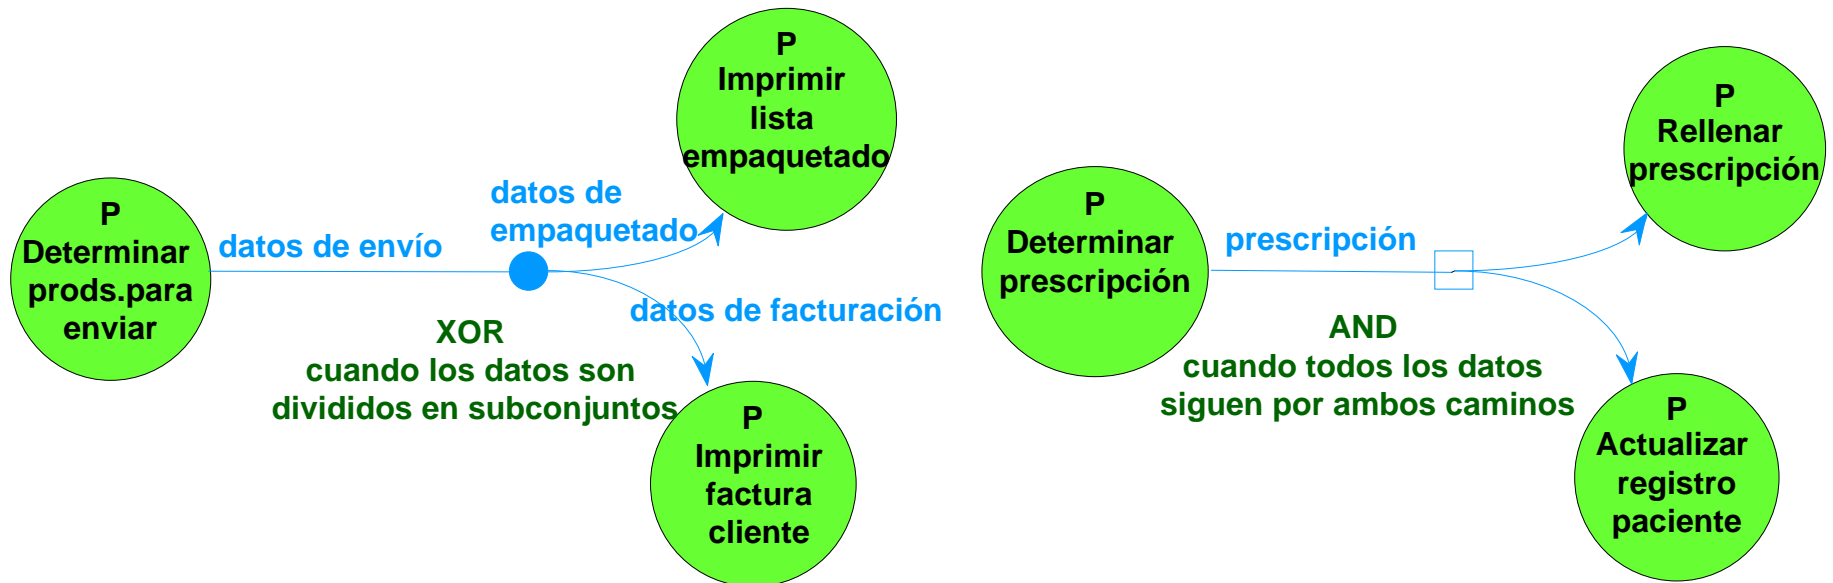 P
Determinar
prods.para
enviar
datos de envío
datos de
empaquetado
P
Imprimir
lista
empaquetado
datos de facturación
XOR
cuando los datos son
divididos en subconjuntos
P
Imprimir
factura
cliente
P
Determinar
prescripción
prescripción
P
Rellenar
prescripción
AND
cuando todos los datos
siguen por ambos caminos
P
Actualizar
registro
paciente